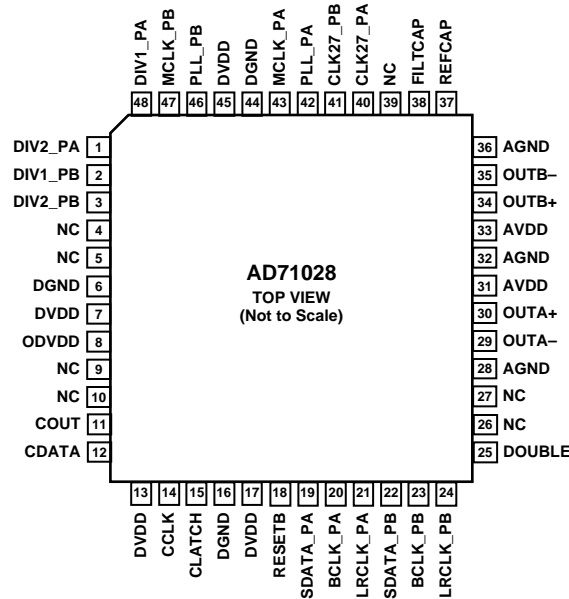 DIV1_PA
MCLK_PB
PLL_PB
DVDD
DGND
MCLK_PA
PLL_PA
CLK27_PB
CLK27_PA
NC
FILTCAP
REFCAP
48 47 46 45 44 43 42 41 40 39 38 37
DIV2_PA 1
DIV1_PB 2
DIV2_PB 3
NC 4
NC 5
DGND 6
DVDD 7
ODVDD 8
NC 9
NC 10
COUT 11
CDATA 12
AD71028
TOP VIEW
(Not to Scale)
36 AGND
35 OUTB–
34 OUTB+
33 AVDD
32 AGND
31 AVDD
30 OUTA+
29 OUTA–
28 AGND
27 NC
26 NC
25 DOUBLE
13 14 15 16 17 18 19 20 21 22 23 24
DVDD
CCLK
CLATCH
DGND
DVDD
RESETB
SDATA_PA
BCLK_PA
LRCLK_PA
SDATA_PB
BCLK_PB
LRCLK_PB